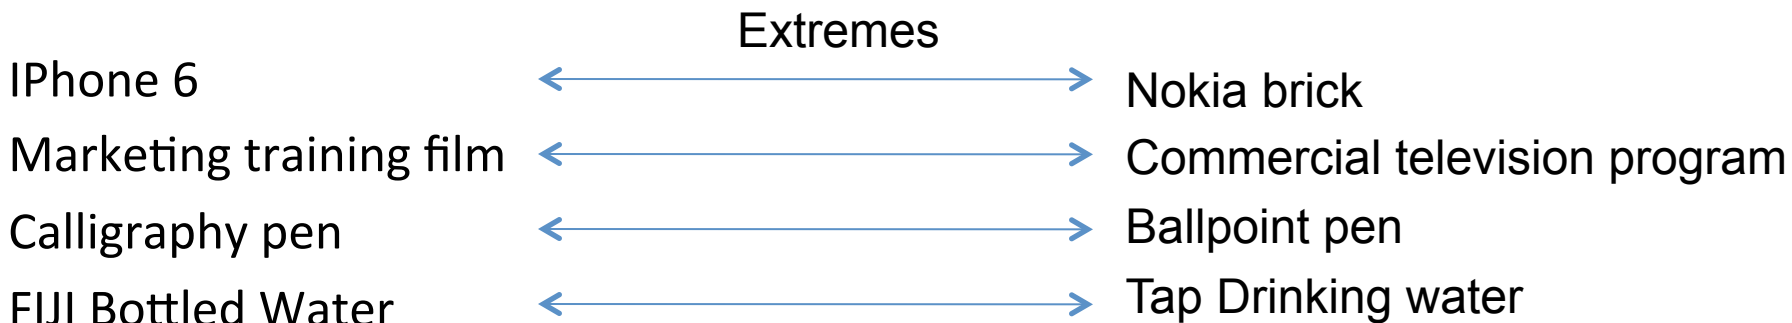 Extremes
IPhone 6
Nokia brick
Marketing training film
Commercial television program
Calligraphy pen
Ballpoint pen
FIJI Bottled Water
Tap Drinking water